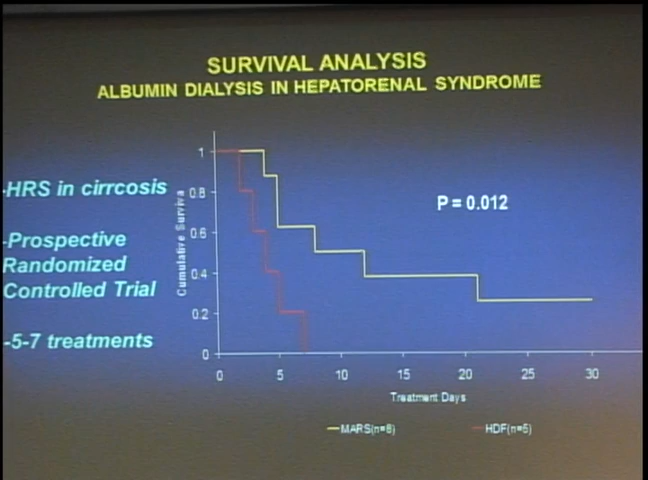 SURVIVAL ANALYSIS
ALBUMIN DIALYSIS IN HEPATORENAL SYNDROME
-HRS in cirrcosis
-Prospective
Randomized
Controlled Trial
-5-7 treatments
Cumulative Surviva
1
0.8
0.6
0.4
0.2
0
P = 0.012
0 5 10 15 20 25 30
Treatment Days
MARS(n=8) HDF(n=5)